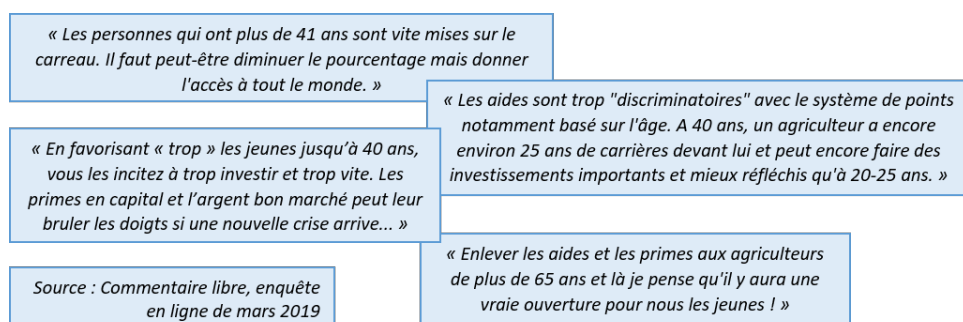 « Les personnes qui ont plus de 41 ans sont vite mises sur le
carreau. Il faut peut-être diminuer le pourcentage mais donner
l'accès à tout le monde. »
« Les aides sont trop "discriminatoires" avec le système de points
notamment basé sur l'âge. A 40 ans, un agriculteur a encore
environ 25 ans de carrières devant lui et peut encore faire des
investissements importants et mieux réfléchis qu'à 20-25 ans. »
« En favorisant « trop » les jeunes jusqu’à 40 ans,
vous les incitez à trop investir et trop vite. Les
primes en capital et l’argent bon marché peut leur
bruler les doigts si une nouvelle crise arrive... »
« Enlever les aides et les primes aux agriculteurs
de plus de 65 ans et là je pense qu'il y aura une
vraie ouverture pour nous les jeunes ! »
Source : Commentaire libre, enquête
en ligne de mars 2019